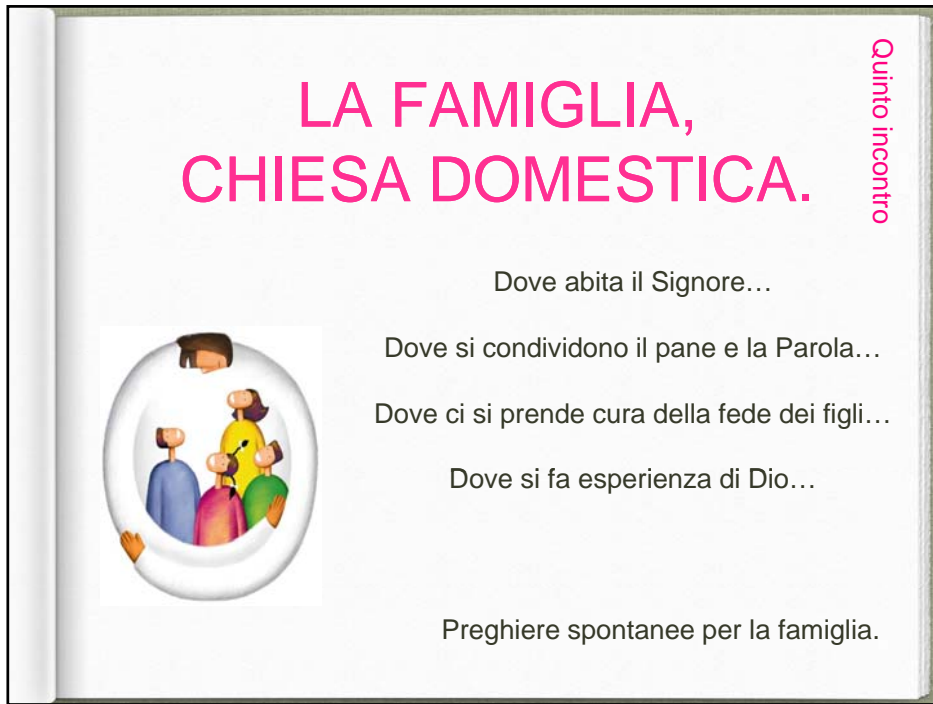 Quinto incontro
LA FAMIGLIA,
CHIESA DOMESTICA.
Dove abita il Signore…
Dove si condividono il pane e la Parola…
Dove ci si prende cura della fede dei figli…
Dove si fa esperienza di Dio…
Preghiere spontanee per la famiglia.